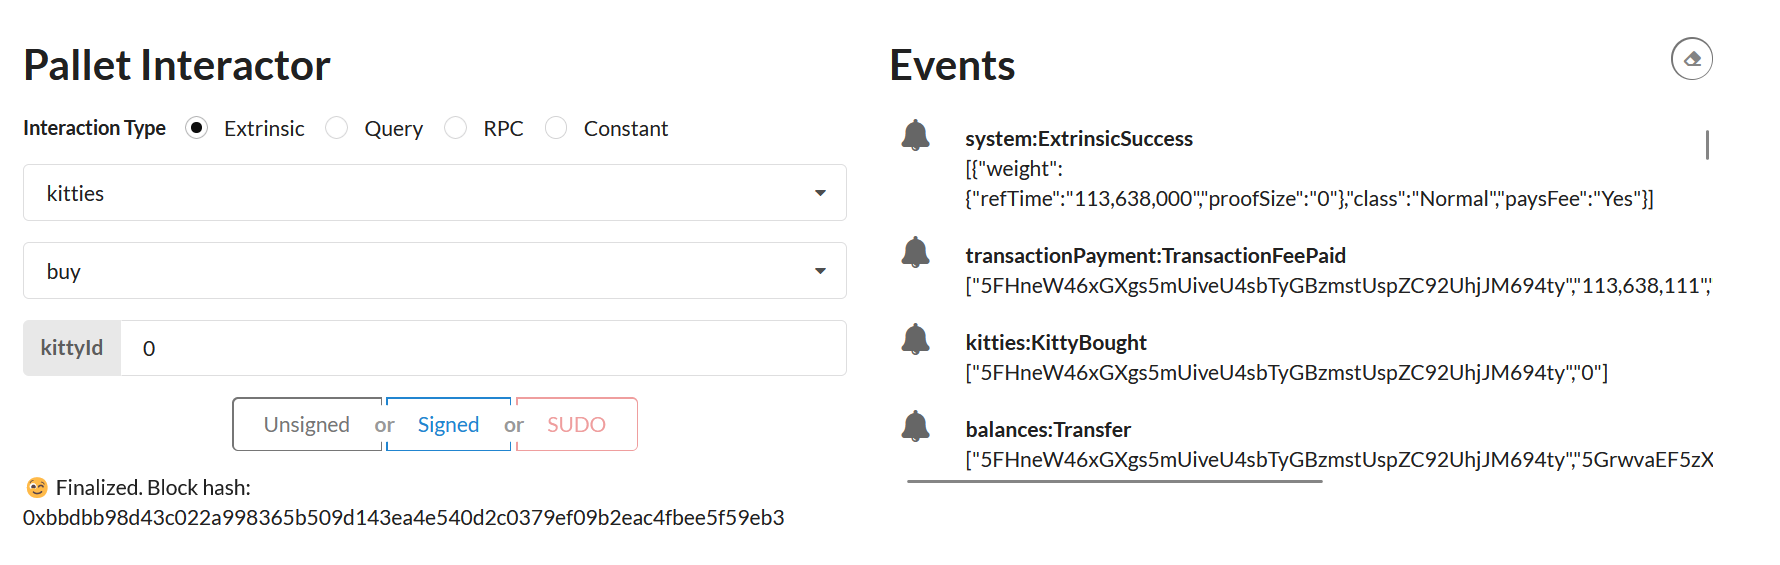 Pallet Interactor
Interaction Type Extrinsic Query RPC Constant
kitties
buy
kittyId 0
Unsigned or Signed or SUDO
Finalized. Block hash:
0xbbdbb98d43c022a998365b509d143ea4e540d2c0379ef09b2eac4fbee5f59eb3
Events
system:ExtrinsicSuccess
[{"weight":
{"refTime":"113,638,000","proofSize":"0"},"class":"Normal","paysFee":"Yes"}]
transactionPayment:TransactionFeePaid
["5FHneW46xGXgs5mUiveU4sbTyGBzmstUspZC92UhjJM694ty","113,638,111","
kitties:KittyBought
["5FHneW46xGXgs5mUiveU4sbTyGBzmstUspZC92UhjJM694ty","0"]
balances:Transfer
["5FHneW46xGXgs5mUiveU4sbTyGBzmstUspZC92UhjJM694ty","5GrwvaEF5zX